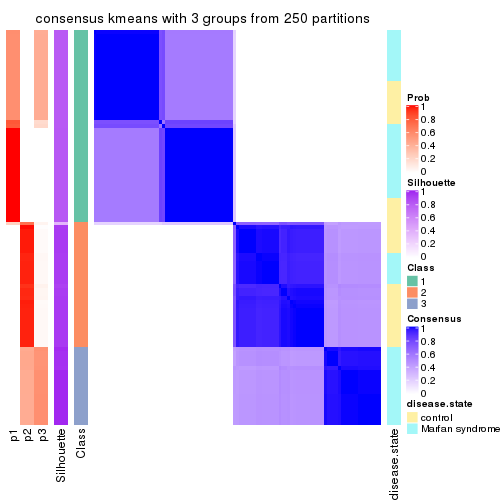 consensus kmeans with 3 groups from 250 partitions
Prob
1
0.8
0.6
0.4
0.2
0
Silhouette
1
0.8
0.6
0.4
0.2
0
Class
1
2
3
Consensus
1
0.8
0.6
0.4
0.2
0
disease.state
control
Marfan syndrome
p1
p2
p3
Silhouette
Class
disease.state